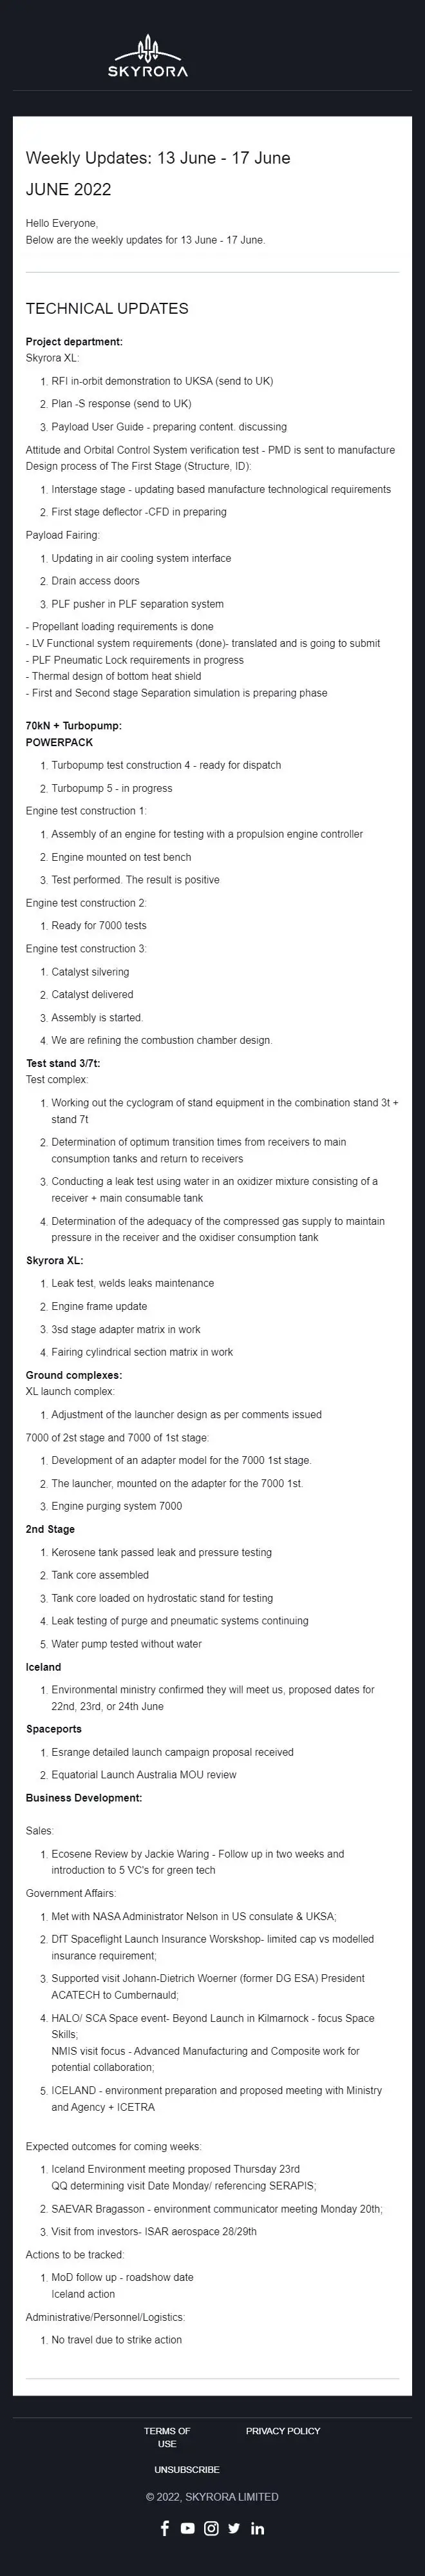 SKYRORA
Weekly Updates: 13 June - 17 June
JUNE 2022
Hello Everyone,
Below are the weekly updates for 13 June - 17 June.
TECHNICAL UPDATES
Project department:
Skyrora XL:
1. RFI in-orbit demonstration to UKSA (send to UK)
2. Plan -S response (send to UK)
3. Payload User Guide - preparing content. discussing
Attitude and Orbital Control System verification test - PMD is sent to manufacture
Design process of The First Stage (Structure, ID):
1. Interstage stage - updating based manufacture technological requirements
2. First stage deflector -CFD in preparing
Payload Fairing:
1. Updating in air cooling system interface
2. Drain access doors
3. PLF pusher in PLF separation system
- Propellant loading requirements is done
- LV Functional system requirements (done)- translated and is going to submit
- PLF Pneumatic Lock requirements in progress
- Thermal design of bottom heat shield
- First and Second stage Separation simulation is preparing phase
70kN + Turbopump:
POWERPACK
1. Turbopump test construction 4 - ready for dispatch
2. Turbopump 5 - in progress
Engine test construction 1:
1. Assembly of an engine for testing with a propulsion engine controller
2. Engine mounted on test bench
3. Test performed. The result is positive
Engine test construction 2:
1. Ready for 7000 tests
Engine test construction 3:
1. Catalyst silvering
2. Catalyst delivered
3. Assembly is started.
4. We are refining the combustion chamber design.
Test stand 3/7t:
Test complex:
1. Working out the cyclogram of stand equipment in the combination stand 3t +
stand 7t
2. Determination of optimum transition times from receivers to main
consumption tanks and return to receivers
3. Conducting a leak test using water in an oxidizer mixture consisting of a
receiver + main consumable tank
4. Determination of the adequacy of the compressed gas supply to maintain
pressure in the receiver and the oxidiser consumption tank
Skyrora XL:
1. Leak test, welds leaks maintenance
2. Engine frame update
3. 3sd stage adapter matrix in work
4. Fairing cylindrical section matrix in work
Ground complexes:
XL launch complex:
1. Adjustment of the launcher design as per comments issued
7000 of 2st stage and 7000 of 1st stage:
1. Development of an adapter model for the 7000 1st stage.
2. The launcher, mounted on the adapter for the 7000 1st.
3. Engine purging system 7000
2nd Stage
1. Kerosene tank passed leak and pressure testing
2. Tank core assembled
3. Tank core loaded on hydrostatic stand for testing
4. Leak testing of purge and pneumatic systems continuing
5. Water pump tested without water
Iceland
1. Environmental ministry confirmed they will meet us, proposed dates for
22nd, 23rd, or 24th June
Spaceports
1. Esrange detailed launch campaign proposal received
2. Equatorial Launch Australia MOU review
Business Development:
Sales:
1. Ecosene Review by Jackie Waring - Follow up in two weeks and
introduction to 5 VC's for green tech
Government Affairs:
1. Met with NASA Administrator Nelson in US consulate & UKSA;
2. DfT Spaceflight Launch Insurance Worskshop- limited cap vs modelled
insurance requirement;
3. Supported visit Johann-Dietrich Woerner (former DG ESA) President
ACATECH to Cumbernauld;
4. HALO/ SCA Space event- Beyond Launch in Kilmarnock - focus Space
Skills;
NMIS visit focus - Advanced Manufacturing and Composite work for
potential collaboration;
5. ICELAND - environment preparation and proposed meeting with Ministry
and Agency + ICETRA
Expected outcomes for coming weeks:
1. Iceland Environment meeting proposed Thursday 23rd
QQ determining visit Date Monday/ referencing SERAPIS;
2. SAEVAR Bragasson - environment communicator meeting Monday 20th;
3. Visit from investors- ISAR aerospace 28/29th
Actions to be tracked:
1. MoD follow up - roadshow date
Iceland action
Administrative/Personnel/Logistics:
1. No travel due to strike action
TERMS OF
USE
PRIVACY POLICY
UNSUBSCRIBE
© 2022, SKYRORA LIMITED